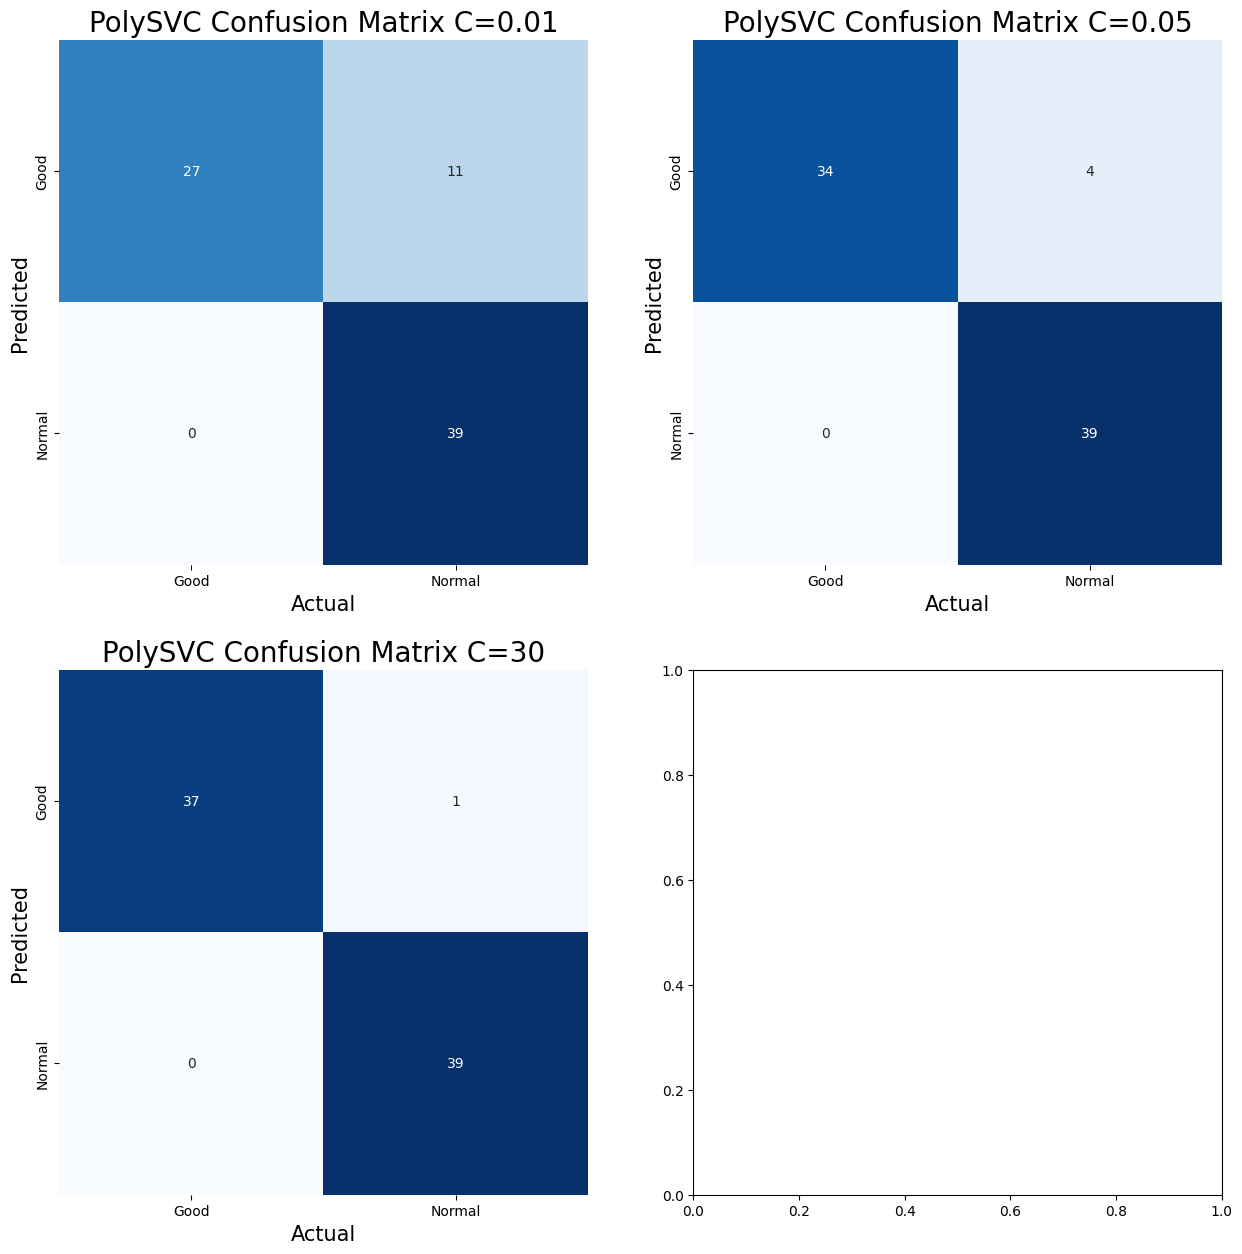 PolySVC Confusion Matrix C=0.01
Predicted
Good
Normal
27
11
0
39
Good
Normal
Actual
PolySVC Confusion Matrix C=0.05
Predicted
Good
Normal
34
4
0
39
Good
Normal
Actual
PolySVC Confusion Matrix C=30
Predicted
Good
Normal
37
1
0
39
Good
Normal
Actual
1.0
0.8
0.6
0.4
0.2
0.0
0.0
0.2
0.4
0.6
0.8
1.0